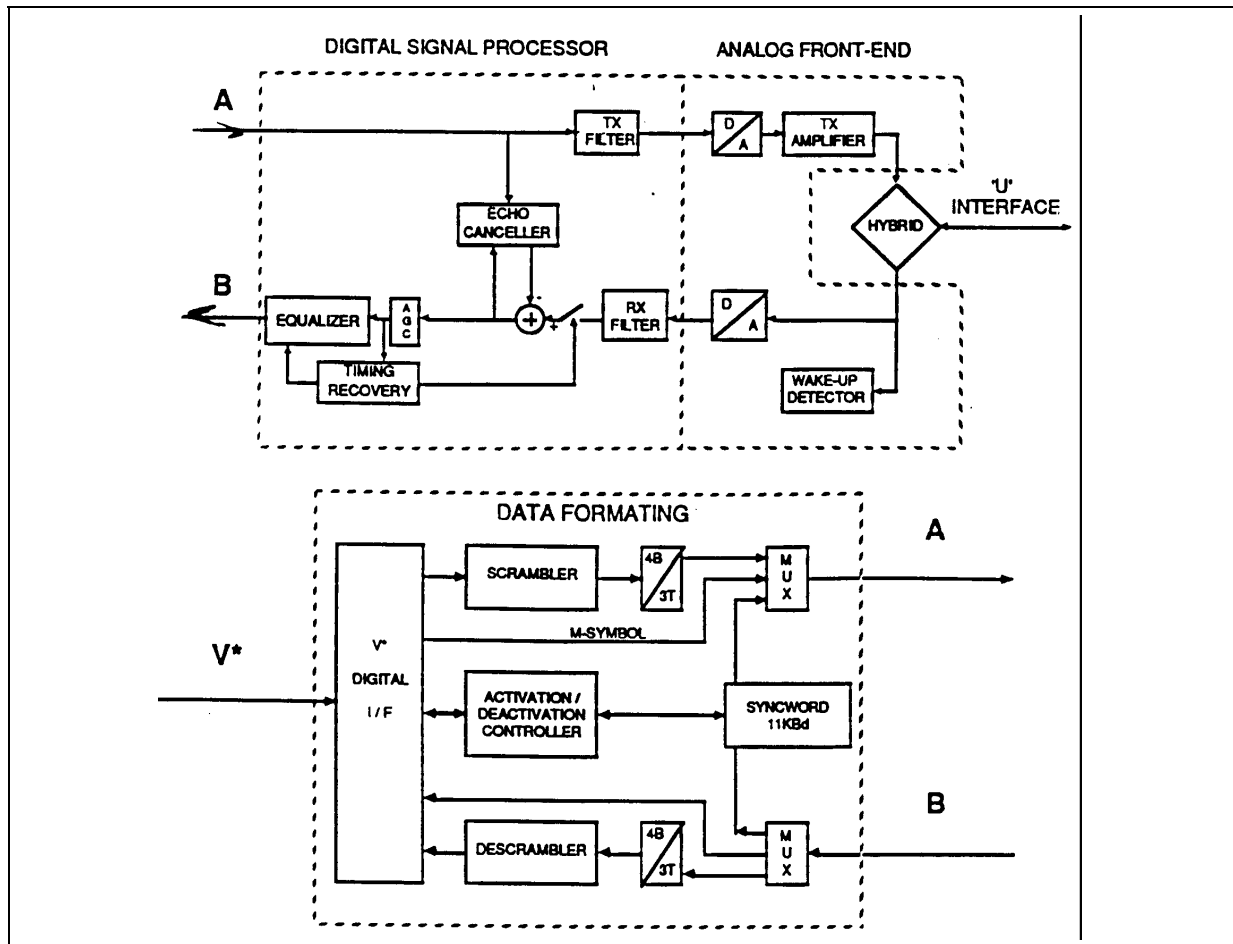 DIGITAL SIGNAL PROCESSOR
ANALOG FRONT-END
A
TX
FILTER
D
A
TX
AMPLIFIER
'U'
INTERFACE
HYBRID
ECHO
CANCELLER
-
B
EQUALIZER
A
G
C
+
+
RX
FILTER
D
A
TIMING
RECOVERY
WAKE-UP
DETECTOR
DATA FORMATING
A
SCRAMBLER
4B
3T
M
U
X
M-SYMBOL
V*
V*
DIGITAL
I / F
ACTIVATION /
DEACTIVATION
CONTROLLER
SYNCWORD
11KBd
B
DESCRAMBLER
4B
3T
M
U
X